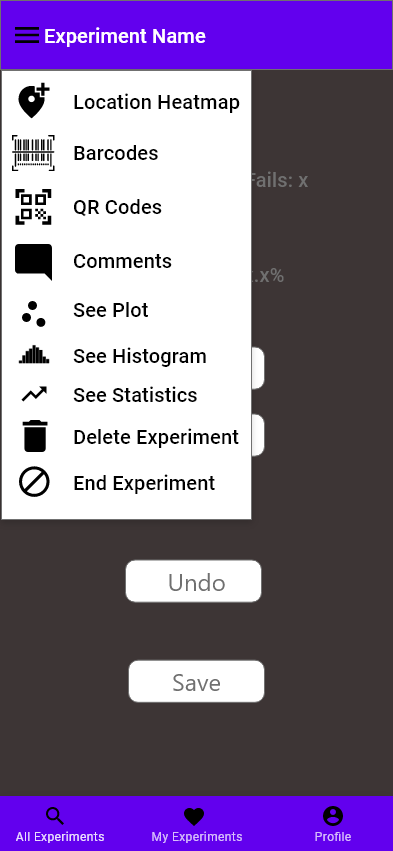 Experiment Name
Location Heatmap
Barcodes
Fails: x
QR Codes
Comments
.x%
See Plot
See Histogram
See Statistics
Delete Experiment
End Experiment
Undo
Save
All Experiments
My Experiments
Profile